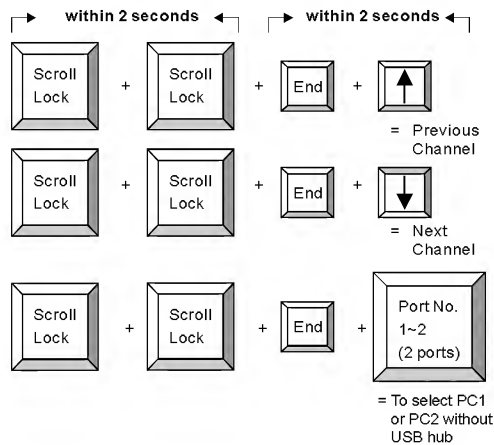 within 2 seconds within 2 seconds
Scroll Lock + Scroll Lock + End + ↑
= Previous
Channel
Scroll Lock + Scroll Lock + End + ↓
= Next
Channel
Scroll Lock + Scroll Lock + End + Port No. 1~2 (2 ports)
= To select PC1
or PC2 without
USB hub